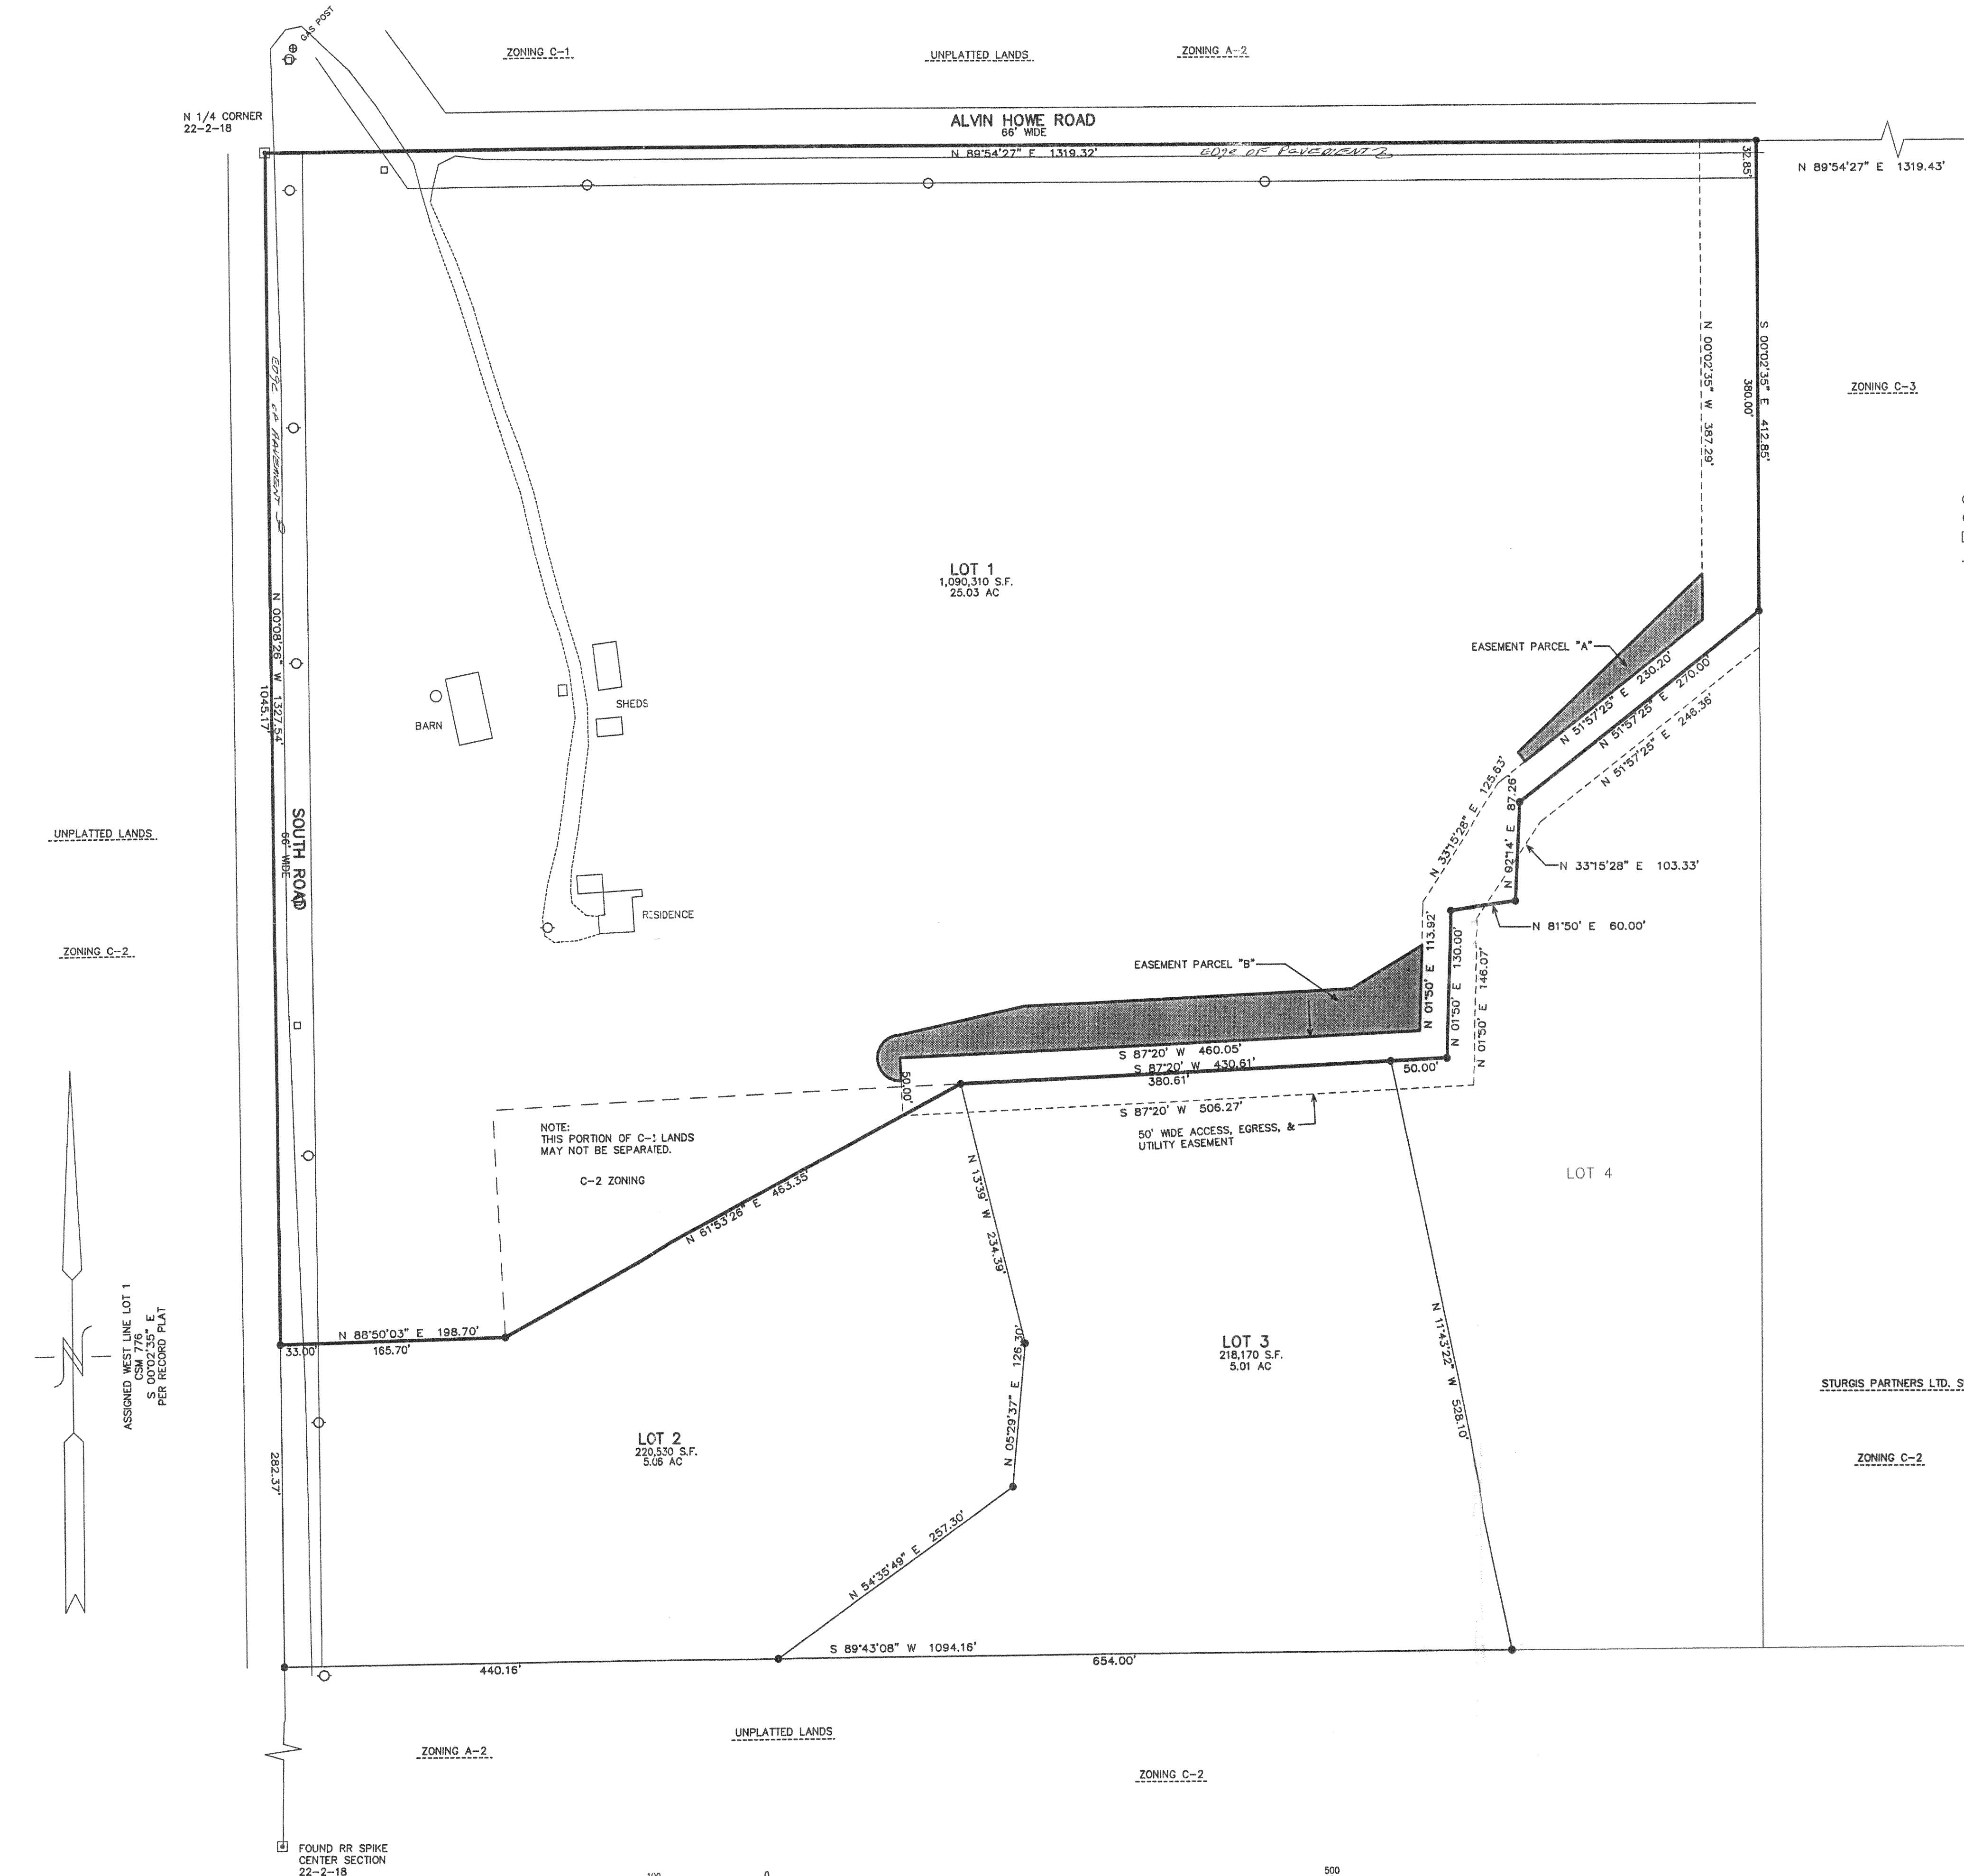 GAS POST
ZONING C-1
UNPLATTED LANDS
ZONING A-2
N 1/4 CORNER
22-2-18
ALVIN HOWE ROAD
66' WIDE
N 89°54'27" E 1319.32'
EDge OF PAVEMENT
32.85'
N 89°54'27" E 1319.43'
N 00°02'35" W 387.29'
S 00°02'35" E 412.85'
380.00'
ZONING C-3
EDge OF PAVEMENT
LOT 1
1,090,310 S.F.
25.03 AC
N 00°08'26" W 1327.54'
1045.17'
EASEMENT PARCEL "A"
N 51°57'25" E 230.20'
N 51°57'25" E 270.00'
N 51°57'25" E 246.36'
SHEDS
BARN
SOUTH ROAD
66' WIDE
UNPLATTED LANDS
N 33°15'28" E 125.63'
N 02°14' E 87.26'
N 33°15'28" E 103.33'
RESIDENCE
N 81°50' E 60.00'
ZONING C-2
EASEMENT PARCEL "B"
N 01°50' E 113.92'
N 01°50' E 130.00'
N 01°50' E 146.07'
S 87°20' W 460.05'
S 87°20' W 430.61'
380.61'
50.00'
50.00'
S 87°20' W 506.27'
50' WIDE ACCESS, EGRESS, &
UTILITY EASEMENT
NOTE:
THIS PORTION OF C-1 LANDS
MAY NOT BE SEPARATED.
C-2 ZONING
LOT 4
N 61°53'26" E 463.35'
N 13°39' W 234.39'
N 88°50'03" E 198.70'
33.00'
165.70'
ASSIGNED WEST LINE LOT 1
CSM 776
S 00°02'35" E
PER RECORD PLAT
N
LOT 3
218,170 S.F.
5.01 AC
N 11°43'22" W 528.10'
N 05°29'37" E 126.30'
STURGIS PARTNERS LTD.
LOT 2
220,530 S.F.
5.06 AC
ZONING C-2
282.37'
N 54°35'49" E 257.30'
S 89°43'08" W 1094.16'
440.16'
654.00'
UNPLATTED LANDS
ZONING A-2
ZONING C-2
FOUND RR SPIKE
CENTER SECTION
22-2-18
0
500